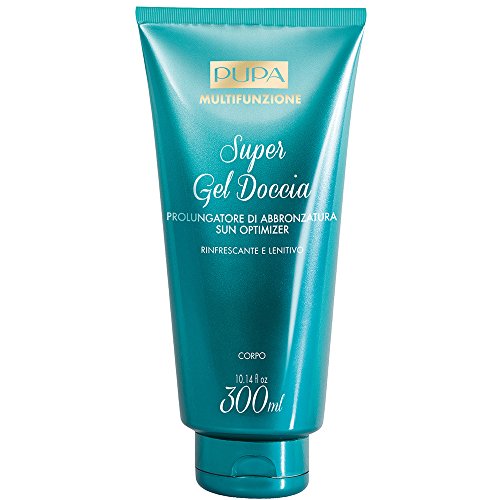 PUPA
MULTIFUNZIONE
Super
Gel Doccia
PROLUNGATORE DI ABBRONZATURA
SUN OPTIMIZER
RINFRESCANTE E LENITIVO
CORPO
10.14 fl oz
300ml